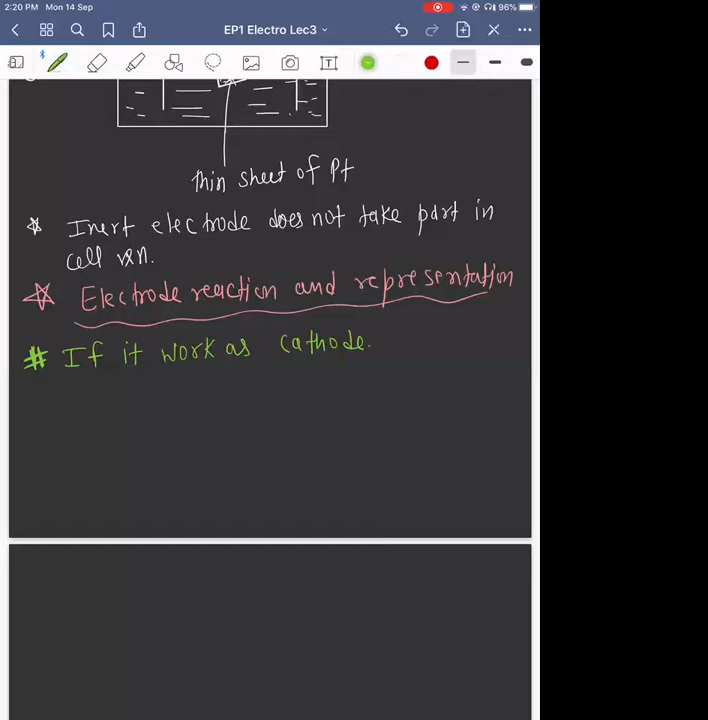 2:20 PM Mon 14 Sep
96%
EP1 Electro Lec3
T
thin sheet of Pt
Inert electrode does not take part in
cell rxn.
Electrode reaction and representation
# If it work as cathode.